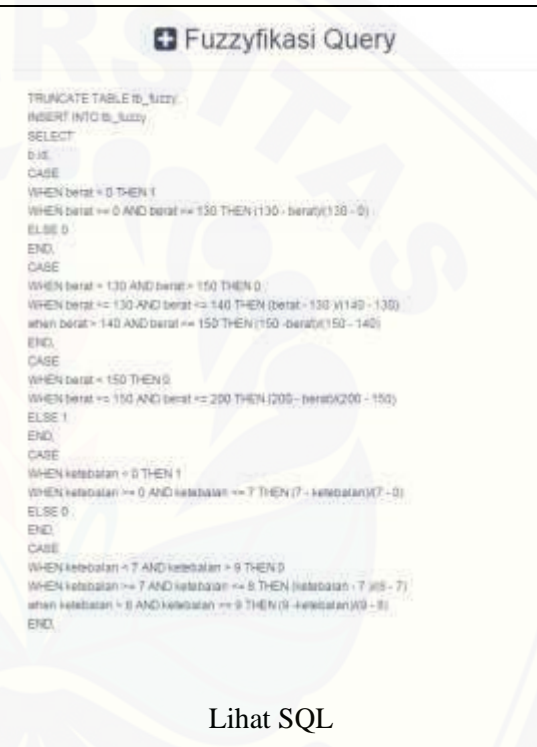 Fuzzyfikasi Query
TRUNCATE TABLE tb_fuzzy;
INSERT INTO tb_fuzzy
SELECT
b.id,
CASE
WHEN berat < 0 THEN 1
WHEN berat >= 0 AND berat <= 130 THEN (130 - berat)/(130 - 0)
ELSE 0
END,
CASE
WHEN berat < 130 AND berat > 150 THEN 0
WHEN berat <= 130 AND berat <= 140 THEN (berat - 130 )/(140 - 130)
when berat > 140 AND berat <= 150 THEN (150 -berat)/(150 - 140)
END,
CASE
WHEN berat < 150 THEN 0
WHEN berat <= 150 AND berat <= 200 THEN (200 - berat)/(200 - 150)
ELSE 1
END,
CASE
WHEN ketebalan < 0 THEN 1
WHEN ketebalan >= 0 AND ketebalan <= 7 THEN (7 - ketebalan)/(7 - 0)
ELSE 0
END,
CASE
WHEN ketebalan < 7 AND ketebalan > 9 THEN 0
WHEN ketebalan >= 7 AND ketebalan <= 8 THEN (ketebalan - 7 )/(8 - 7)
when ketebalan > 8 AND ketebalan <= 9 THEN (9 -ketebalan)/(9 - 8)
END,
Lihat SQL